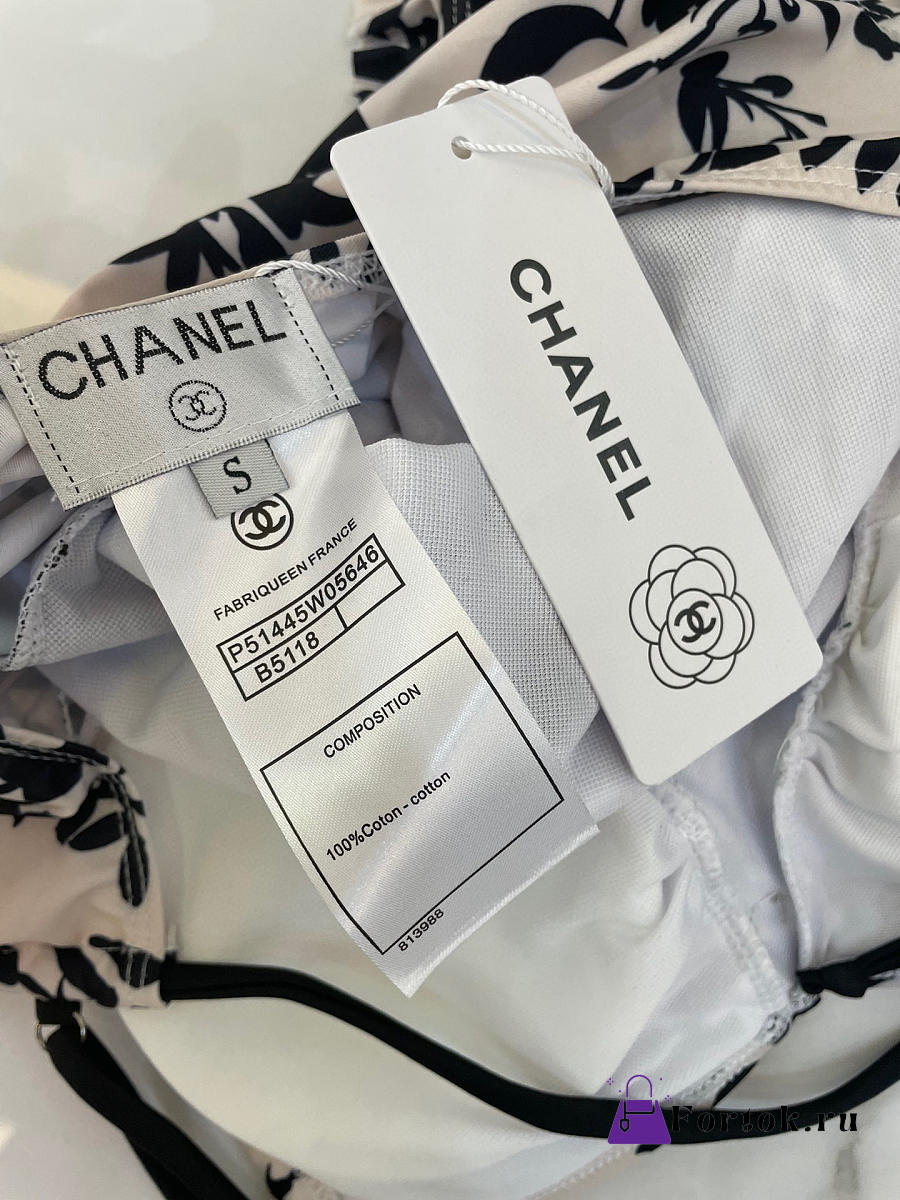 CHANEL
S
FABRIQUEEN FRANCE
P51445W05646
B5118
COMPOSITION
100%Coton - cotton
813988
CHANEL
Fortok.ru